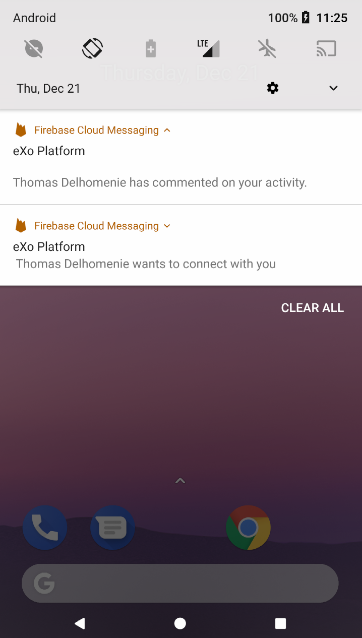 Android 100% 11:25
LTE
Thu, Dec 21
Firebase Cloud Messaging
eXo Platform
Thomas Delhomenie has commented on your activity.
Firebase Cloud Messaging
eXo Platform
Thomas Delhomenie wants to connect with you
CLEAR ALL
G